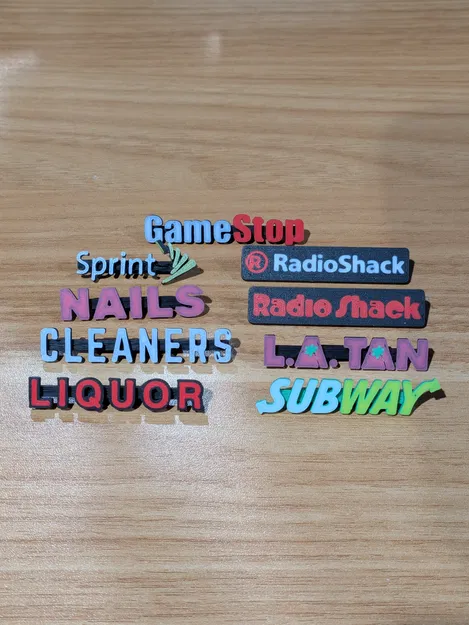 GameStop
Sprint
® RadioShack
NAILS
Radio Shack
CLEANERS
L.A. TAN
LIQUOR
SUBWAY